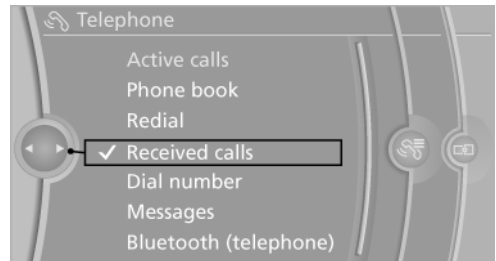 Telephone
Active calls
Phone book
Redial
Received calls
Dial number
Messages
Bluetooth (telephone)